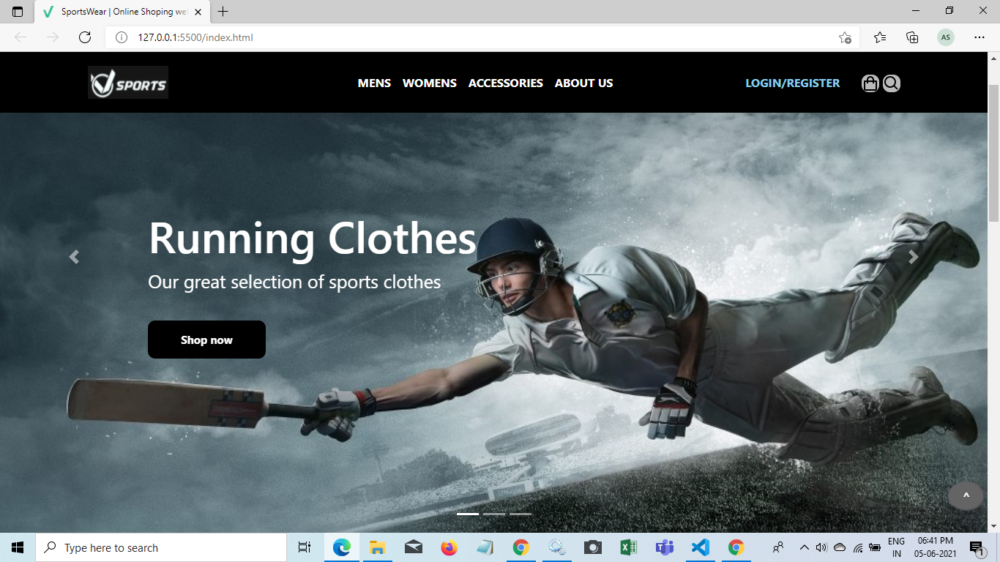 SportsWear | Online Shoping we
127.0.0.1:5500/index.html
AS
SPORTS
MENS WOMENS ACCESSORIES ABOUT US
LOGIN/REGISTER
Running Clothes
Our great selection of sports clothes
Shop now
^
Type here to search
ENG
IN
06:41 PM
05-06-2021
1